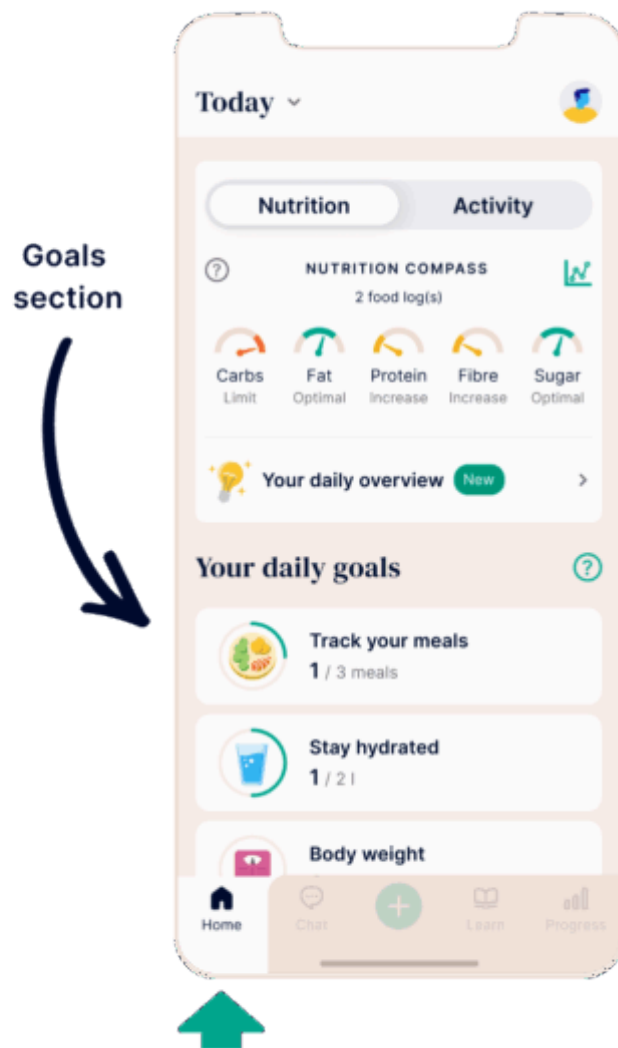 Goals
section
Today
Nutrition Activity
NUTRITION COMPASS
2 food log(s)
Carbs Fat Protein Fibre Sugar
Limit Optimal Increase Increase Optimal
Your daily overview New
Your daily goals
Track your meals
1 / 3 meals
Stay hydrated
1 / 2 l
Body weight
Home Chat Learn Progress